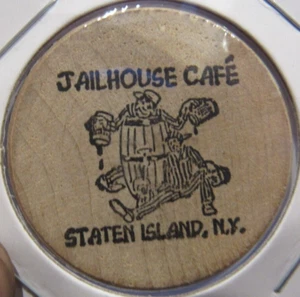 JAILHOUSE CAFÉ
STATEN ISLAND, N.Y.